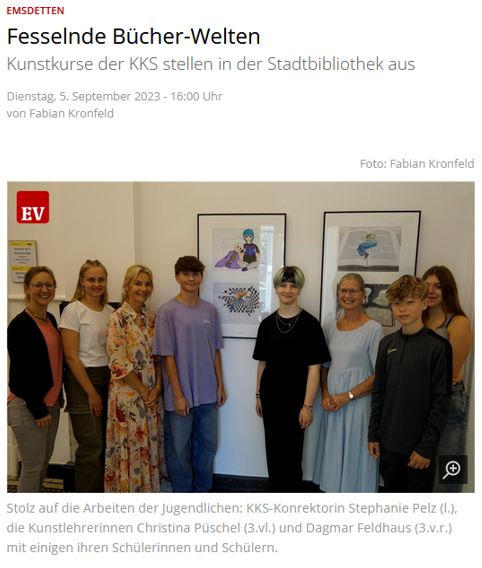 EMSDETTEN
Fesselnde Bücher-Welten
Kunstkurse der KKS stellen in der Stadtbibliothek aus
Dienstag, 5. September 2023 - 16:00 Uhr
von Fabian Kronfeld
Foto: Fabian Kronfeld
EV
Stolz auf die Arbeiten der Jugendlichen: KKS-Konrektorin Stephanie Pelz (l.),
die Kunstlehrerinnen Christina Püschel (3.vl.) und Dagmar Feldhaus (3.v.r.)
mit einigen ihren Schülerinnen und Schülern.